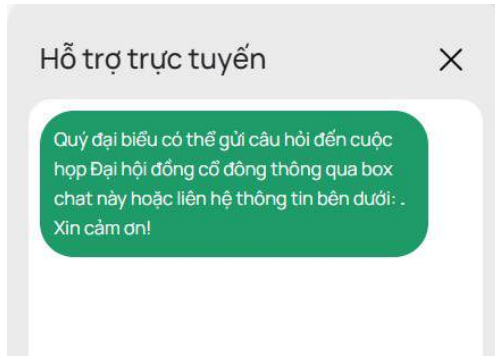 Hỗ trợ trực tuyến
Quý đại biểu có thể gửi câu hỏi đến cuộc
họp Đại hội đồng cổ đông thông qua box
chat này hoặc liên hệ thông tin bên dưới: .
Xin cảm ơn!